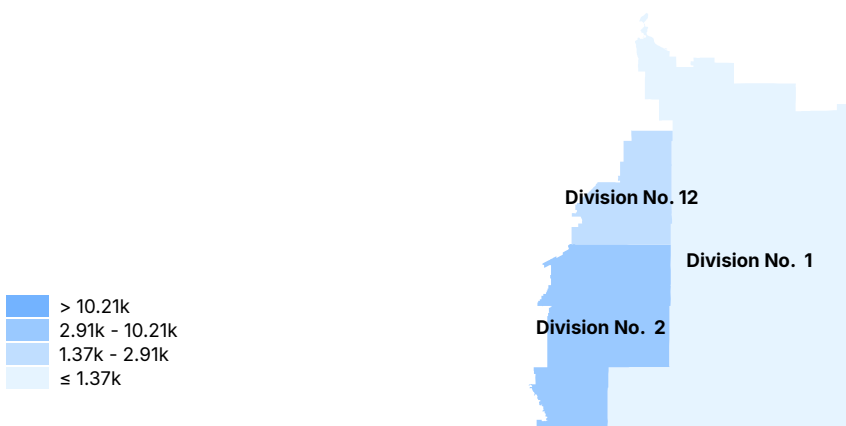 Division No. 12
Division No.  1
> 10.21k
2.91k - 10.21k
Division No.  2
1.37k - 2.91k
≤ 1.37k